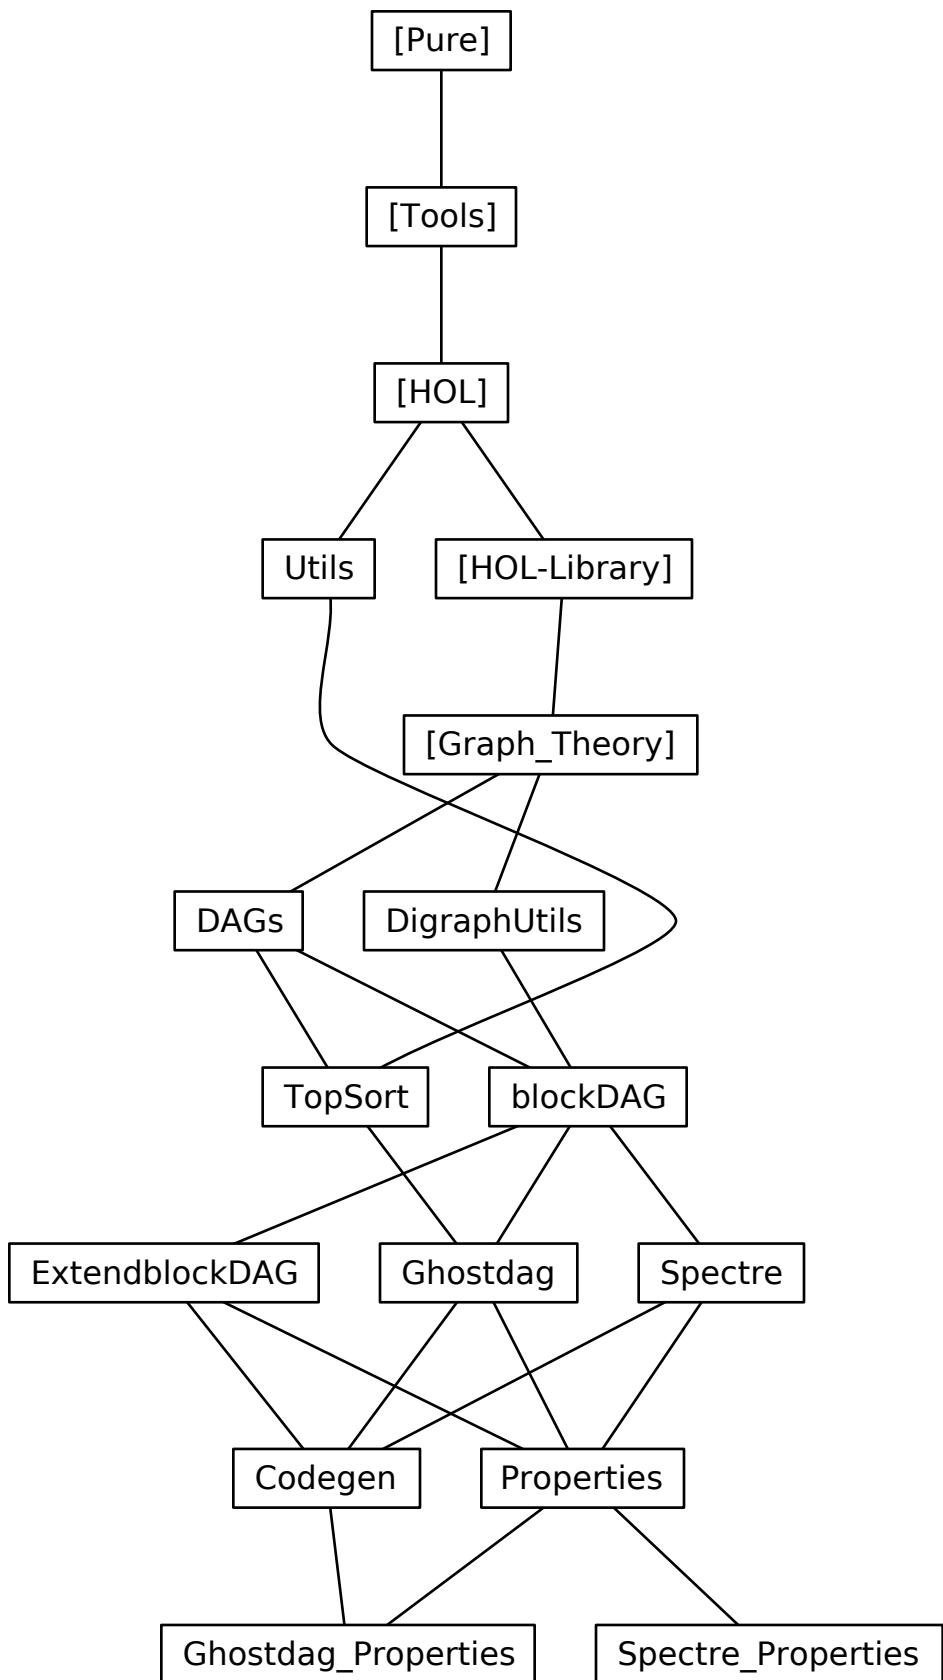 [Pure]
[Tools]
[HOL]
Utils
[HOL-Library]
[Graph_Theory]
DAGs
DigraphUtils
TopSort
blockDAG
ExtendblockDAG
Ghostdag
Spectre
Codegen
Properties
Ghostdag_Properties
Spectre_Properties